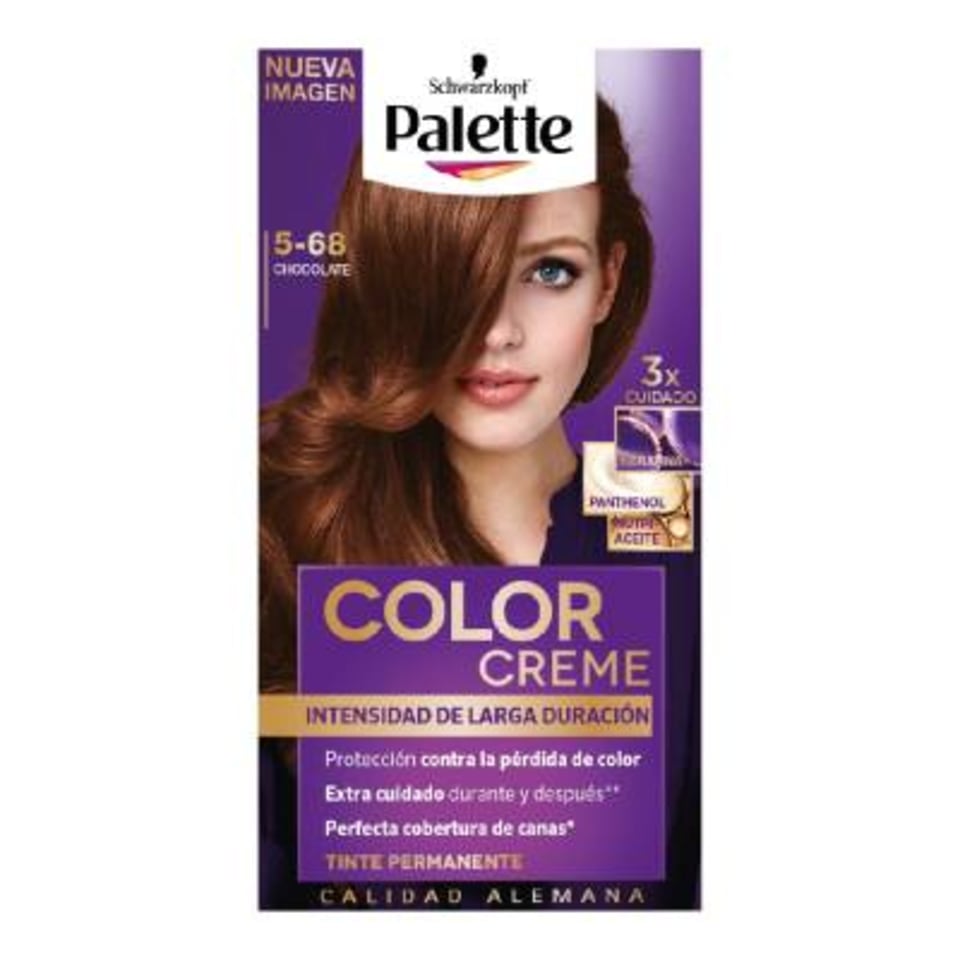 NUEVA
IMAGEN
Schwarzkopf
Palette
5-68
CHOCOLATE
3x
CUIDADO
PANTHENOL
NUTRI-
ACEITE
COLOR
CREME
INTENSIDAD DE LARGA DURACIÓN
Protección contra la pérdida de color
Extra cuidado durante y después**
Perfecta cobertura de canas*
TINTE PERMANENTE
CALIDAD ALEMANA